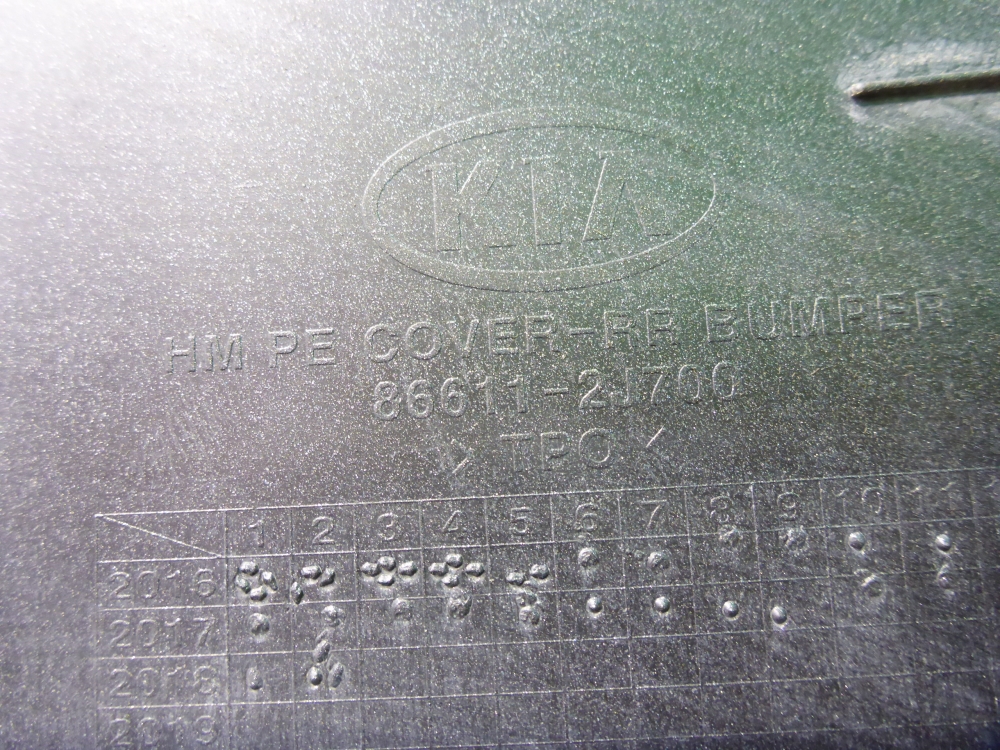 KIA
HM PE COVER-RR BUMPER
86611-2J700
> TPO <
1 2 3 4 5 6 7 8 9 10 11
2016
2017
2018
2019